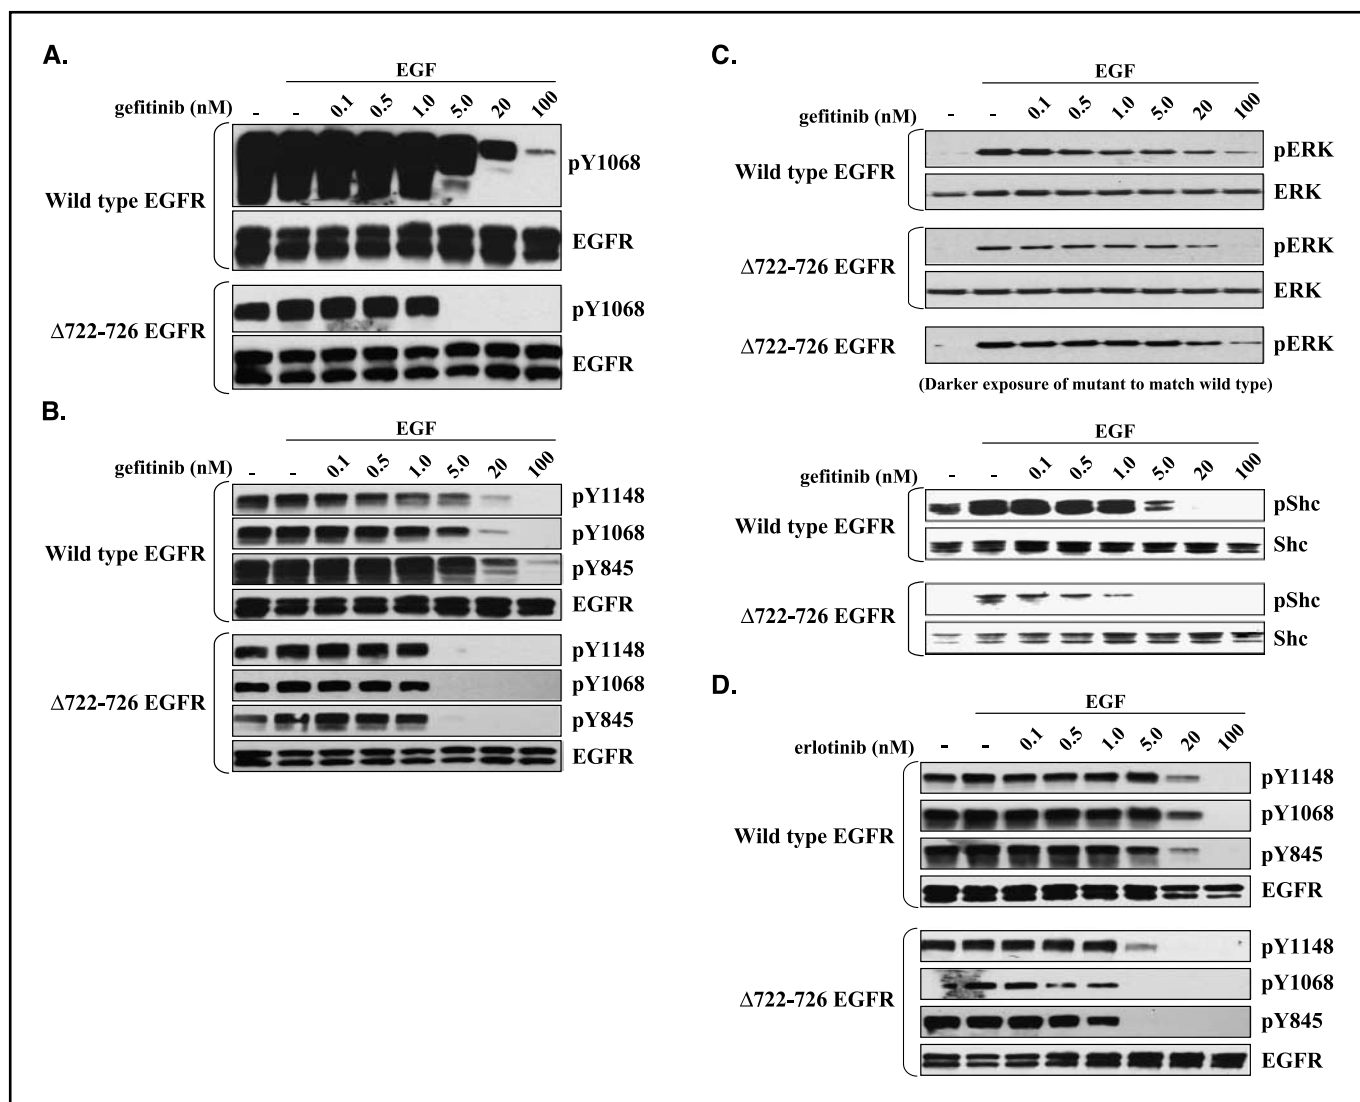 A.
EGF
gefitinib (nM) - - 0.1 0.5 1.0 5.0 20 100
Wild type EGFR
pY1068
EGFR
Δ722-726 EGFR
pY1068
EGFR
B.
EGF
gefitinib (nM) - - 0.1 0.5 1.0 5.0 20 100
Wild type EGFR
pY1148
pY1068
pY845
EGFR
Δ722-726 EGFR
pY1148
pY1068
pY845
EGFR
C.
EGF
gefitinib (nM) - - 0.1 0.5 1.0 5.0 20 100
Wild type EGFR
pERK
ERK
Δ722-726 EGFR
pERK
ERK
Δ722-726 EGFR
pERK
(Darker exposure of mutant to match wild type)
EGF
gefitinib (nM) - - 0.1 0.5 1.0 5.0 20 100
Wild type EGFR
pShc
Shc
Δ722-726 EGFR
pShc
Shc
D.
EGF
erlotinib (nM) - - 0.1 0.5 1.0 5.0 20 100
Wild type EGFR
pY1148
pY1068
pY845
EGFR
Δ722-726 EGFR
pY1148
pY1068
pY845
EGFR